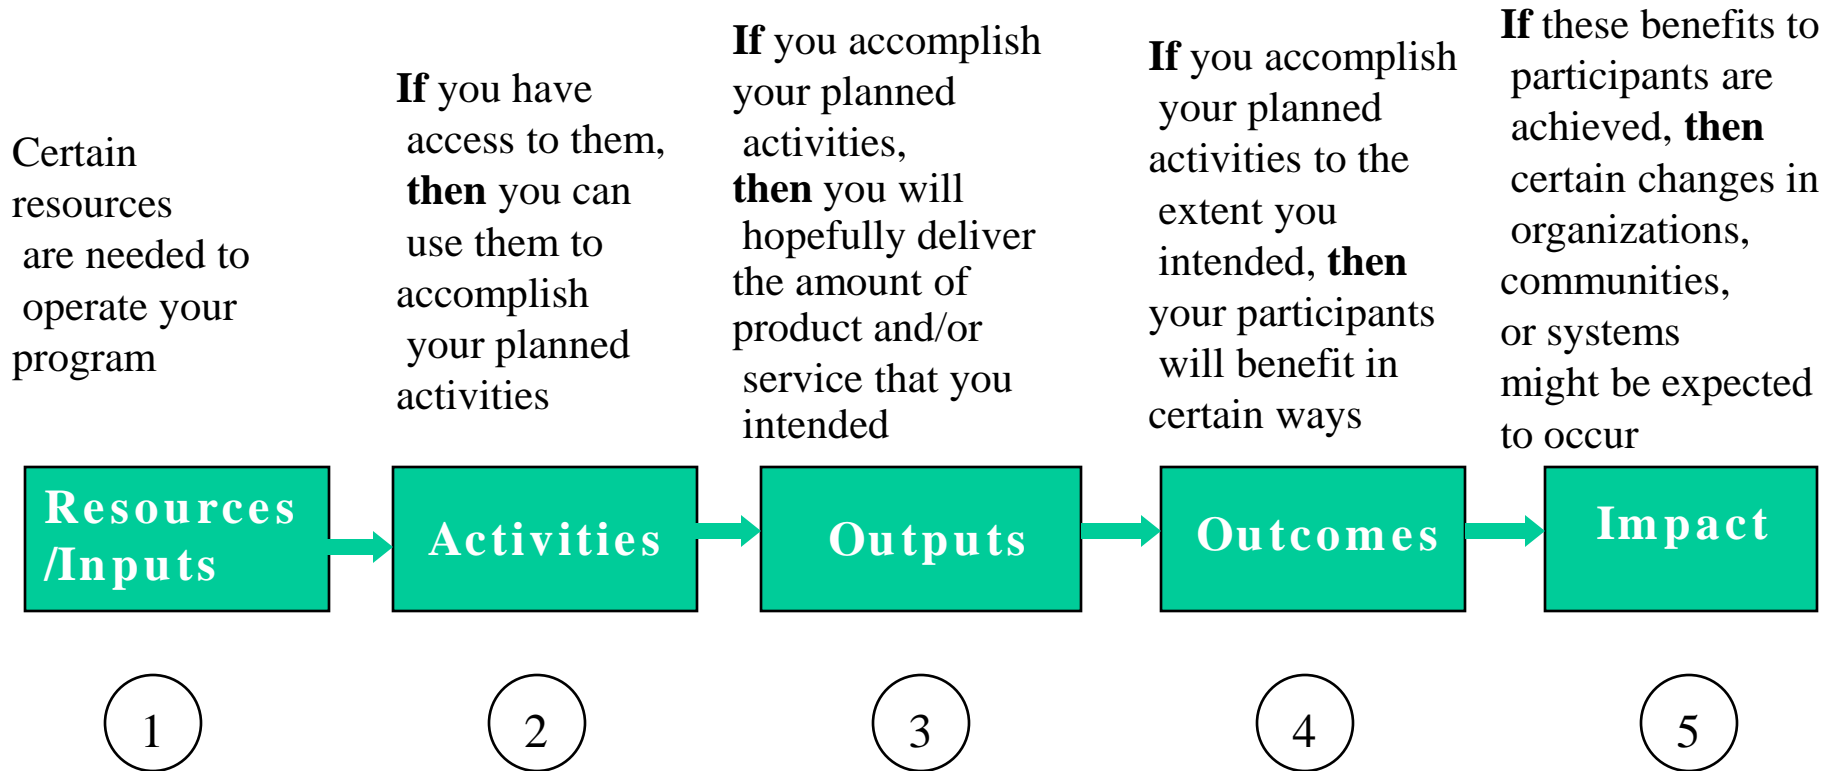 Certain
resources
are needed to
operate your
program
If you have
access to them,
then you can
use them to
accomplish
your planned
activities
If you accomplish
your planned
activities,
then you will
hopefully deliver
the amount of
product and/or
service that you
intended
If you accomplish
your planned
activities to the
extent you
intended, then
your participants
will benefit in
certain ways
If these benefits to
participants are
achieved, then
certain changes in
organizations,
communities,
or systems
might be expected
to occur
Resources
/Inputs
Activities
Outputs
Outcomes
Impact
1
2
3
4
5